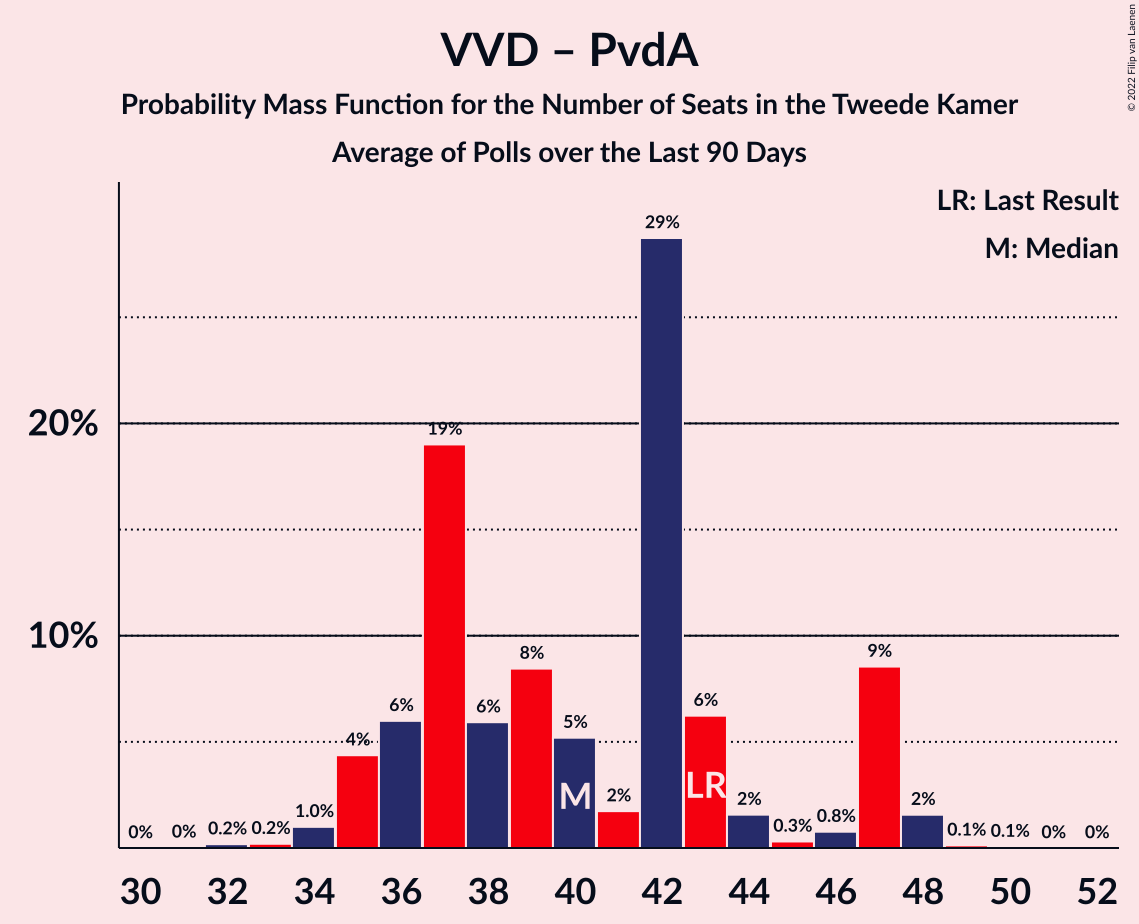 VVD – PvdA
Probability Mass Function for the Number of Seats in the Tweede Kamer
Average of Polls over the Last 90 Days
© 2022 Filip van Laenen
LR: Last Result
M: Median
20%
10%
0%
0%
0.2%
0.2%
1.0%
4%
6%
19%
6%
8%
5%
2%
29%
6%
2%
0.3%
0.8%
9%
2%
0.1%
0.1%
0%
0%
M
LR
30 32 34 36 38 40 42 44 46 48 50 52